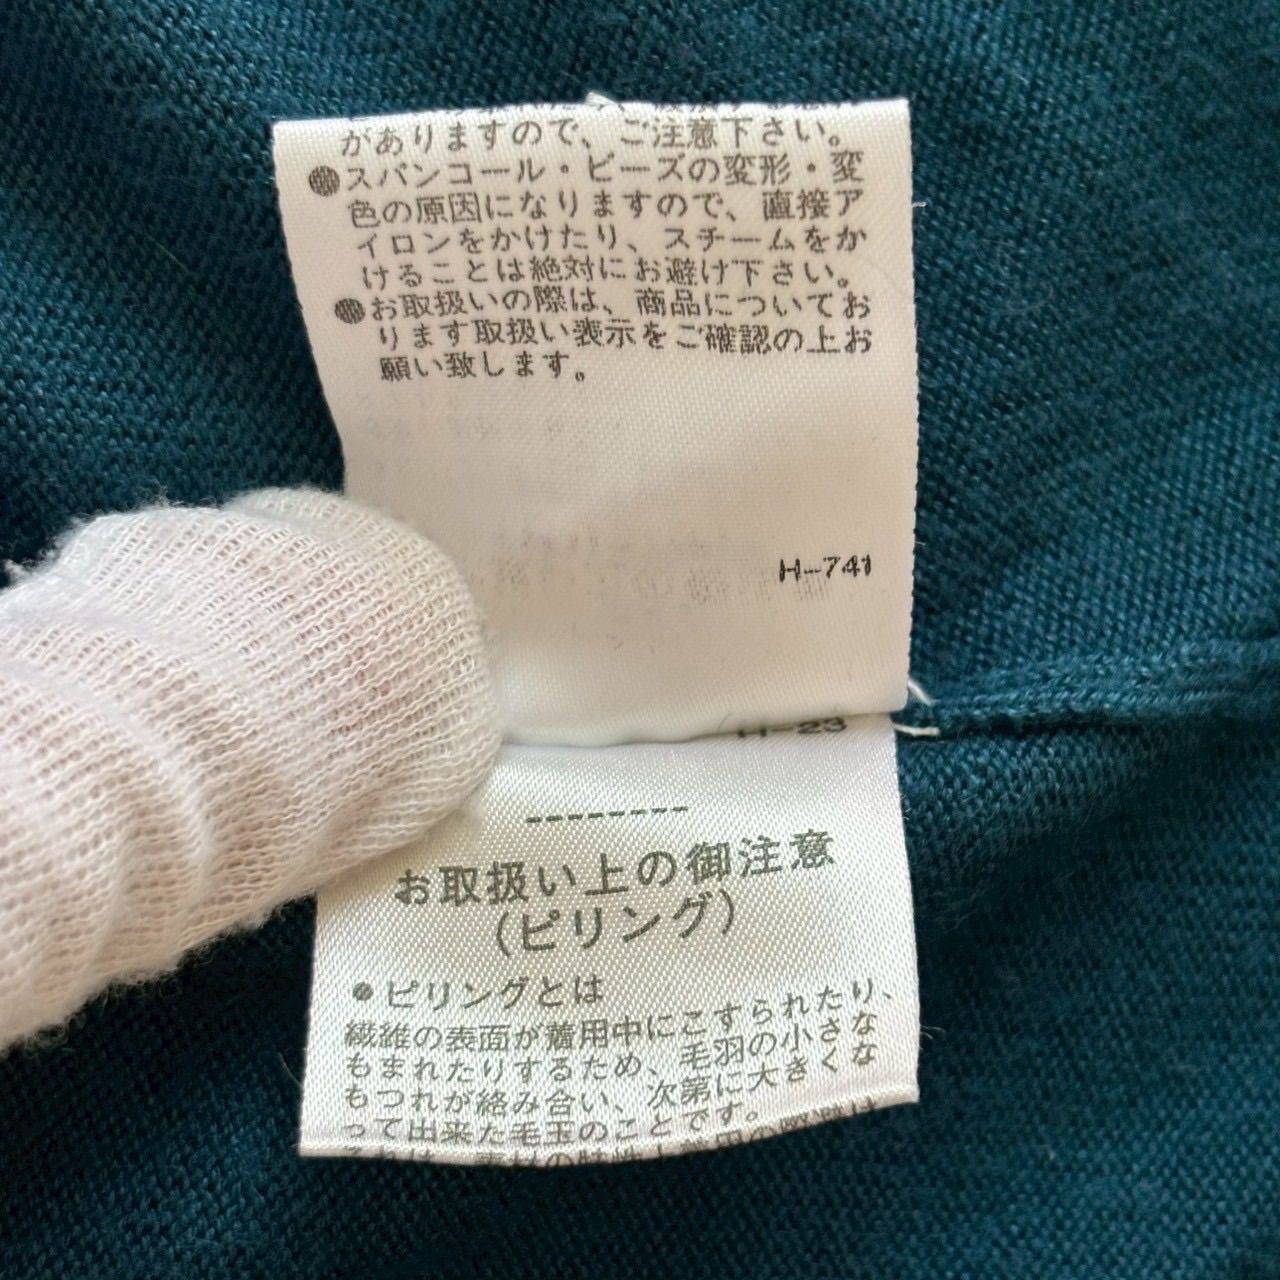 がありますので、ご注意下さい。
●スパンコール・ビーズの変形・変
色の原因になりますので、直接ア
イロンをかけたり、スチームをか
けることは絶対にお避け下さい。
●お取扱いの際は、商品についてお
ります取扱い表示をご確認の上お
願い致します。
H-741
H-23
---------
お取扱い上の御注意
(ピリング)
●ピリングとは
繊維の表面が着用中にこすられたり、
もまれたりするため、毛羽の小さな
もつれが絡み合い、次第に大きくな
って出来た毛玉のことです。